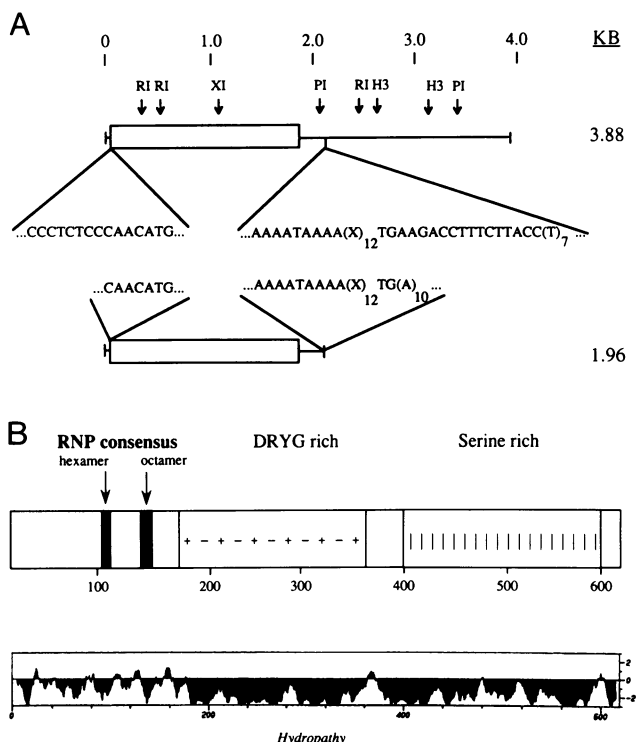 A
0 1.0 2.0 3.0 4.0 KB
RI RI XI PI RI H3 H3 PI
3.88
...CCCTCTCCCAACATG... ...AAAATAAAA(X)12TGAAGACCTTTCTTACC(T)7...
...CAACATG... ...AAAATAAAA(X)12TG(A)10...
1.96
B
RNP consensus DRYG rich Serine rich
hexamer octamer
+ - + - + - + - + - +
100 200 300 400 500 600
2
0
-2
0 200 400 600
Hydropathy